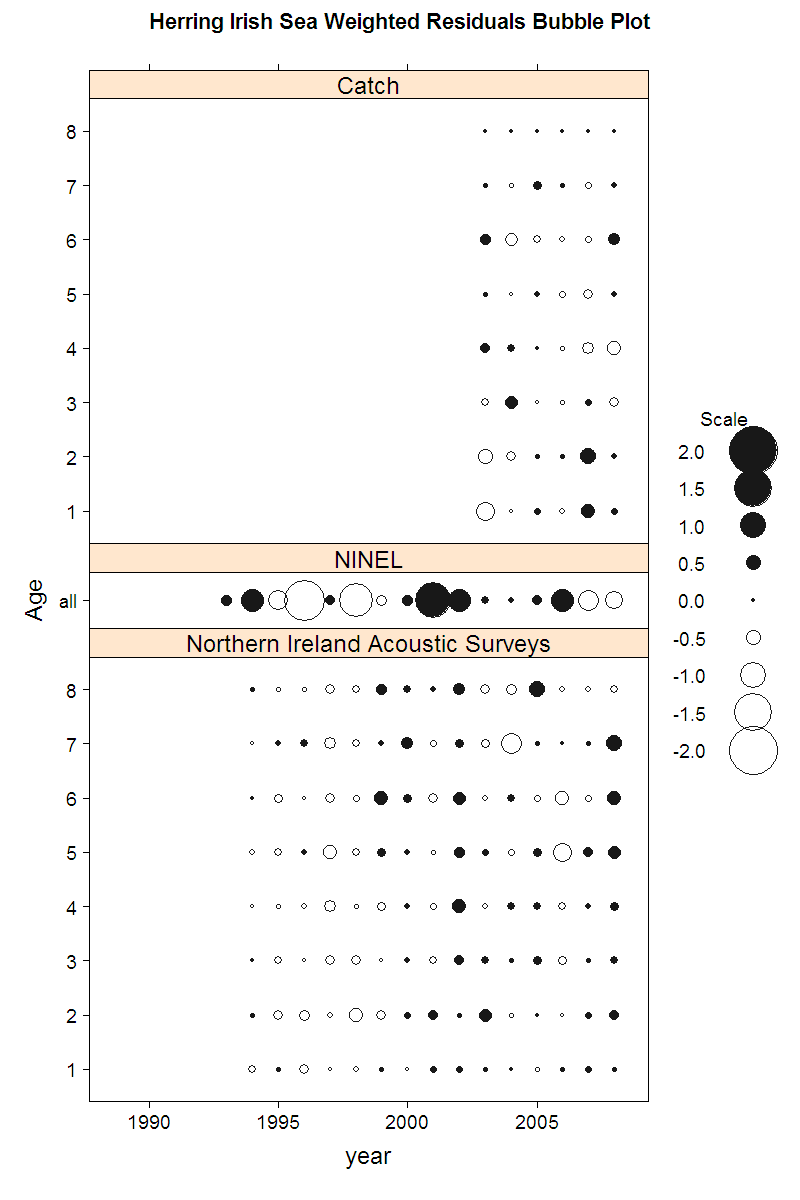 Herring Irish Sea Weighted Residuals Bubble Plot
Catch
8
7
6
5
4
3
2
1
NINEL
all
Northern Ireland Acoustic Surveys
8
7
6
5
4
3
2
1
Age
1990 1995 2000 2005
year
Scale
2.0
1.5
1.0
0.5
0.0
-0.5
-1.0
-1.5
-2.0